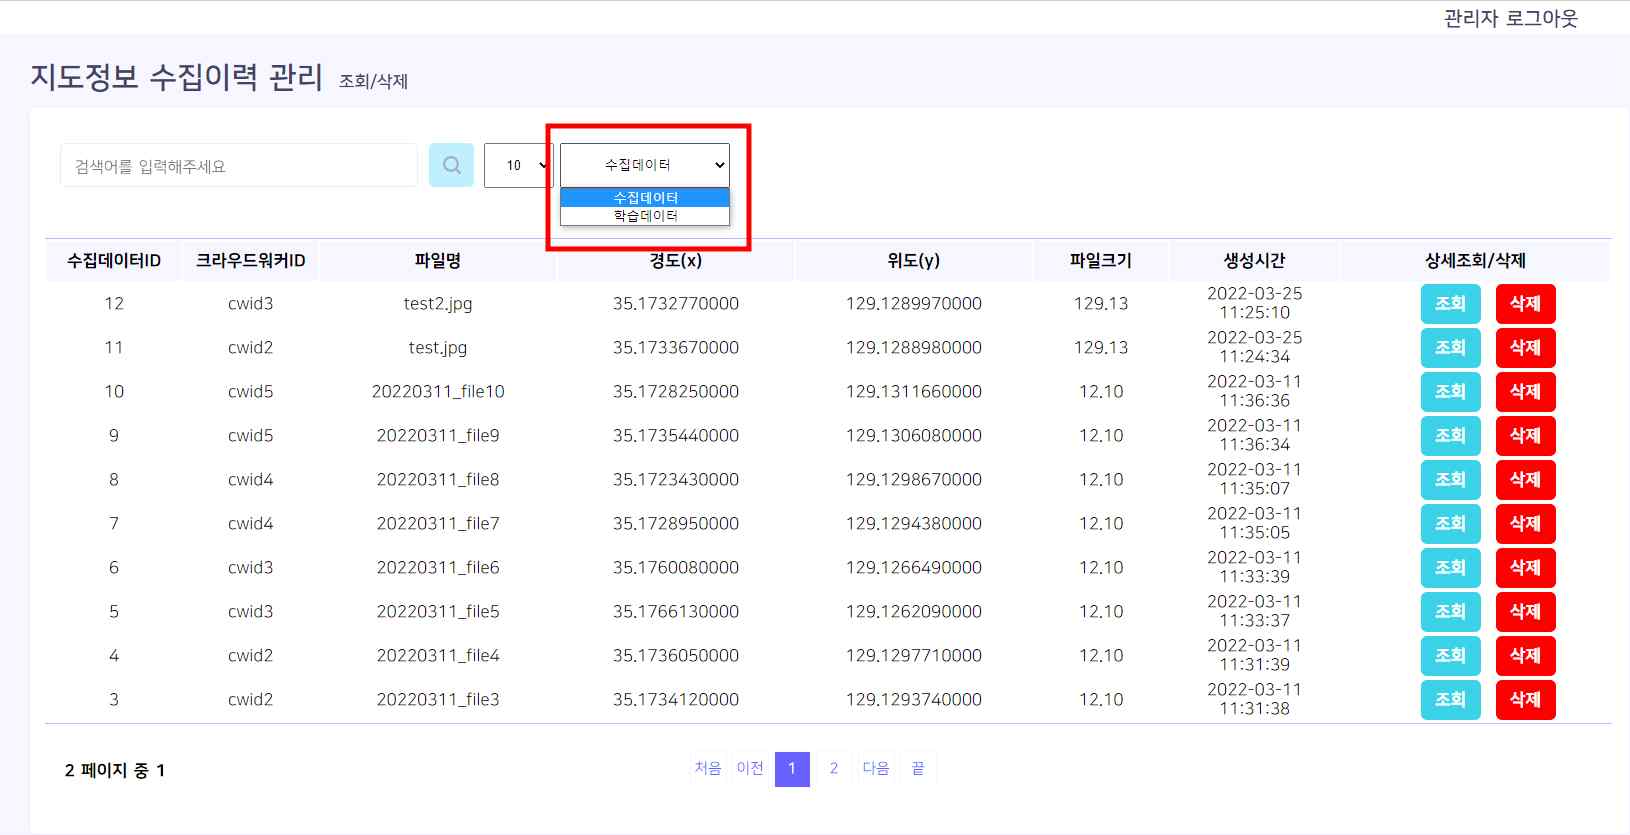 관리자 로그아웃
지도정보 수집이력 관리 조회/삭제
검색어를 입력해주세요 10 수집데이터
수집데이터
학습데이터
수집데이터ID 크라우드워커ID 파일명 경도(x) 위도(y) 파일크기 생성시간 상세조회/삭제
12 cwid3 test2.jpg 35.1732770000 129.1289970000 129.13 2022-03-25 11:25:10 조회 삭제
11 cwid2 test.jpg 35.1733670000 129.1288980000 129.13 2022-03-25 11:24:34 조회 삭제
10 cwid5 20220311_file10 35.1728250000 129.1311660000 12.10 2022-03-11 11:36:36 조회 삭제
9 cwid5 20220311_file9 35.1735440000 129.1306080000 12.10 2022-03-11 11:36:34 조회 삭제
8 cwid4 20220311_file8 35.1723430000 129.1298670000 12.10 2022-03-11 11:35:07 조회 삭제
7 cwid4 20220311_file7 35.1728950000 129.1294380000 12.10 2022-03-11 11:35:05 조회 삭제
6 cwid3 20220311_file6 35.1760080000 129.1266490000 12.10 2022-03-11 11:33:39 조회 삭제
5 cwid3 20220311_file5 35.1766130000 129.1262090000 12.10 2022-03-11 11:33:37 조회 삭제
4 cwid2 20220311_file4 35.1736050000 129.1297710000 12.10 2022-03-11 11:31:39 조회 삭제
3 cwid2 20220311_file3 35.1734120000 129.1293740000 12.10 2022-03-11 11:31:38 조회 삭제
2 페이지 중 1 처음 이전 1 2 다음 끝